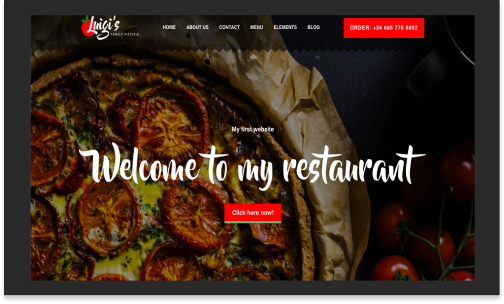 Luigi's
FAMILY PIZZERIA
HOME ABOUT US CONTACT MENU ELEMENTS BLOG
ORDER: +34 685 778 8892
My first website
Welcome to my restaurant
Click here now!